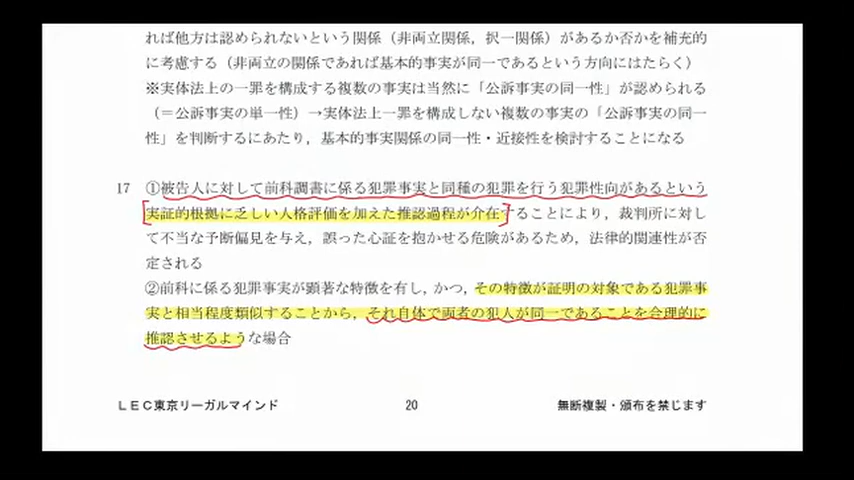 れば他方は認められないという関係（非両立関係，択一関係）があるか否かを補充的
に考慮する（非両立の関係であれば基本的事実が同一であるという方向にはたらく）
※実体法上の一罪を構成する複数の事実は当然に「公訴事実の同一性」が認められる
（＝公訴事実の単一性）→実体法上一罪を構成しない複数の事実の「公訴事実の同一
性」を判断するにあたり，基本的事実関係の同一性・近接性を検討することになる
17 ①被告人に対して前科調書に係る犯罪事実と同種の犯罪を行う犯罪性向があるという
実証的根拠に乏しい人格評価を加えた推認過程が介在することにより，裁判所に対し
て不当な予断偏見を与え，誤った心証を抱かせる危険があるため，法律的関連性が否
定される
②前科に係る犯罪事実が顕著な特徴を有し，かつ，その特徴が証明の対象である犯罪事
実と相当程度類似することから，それ自体で両者の犯人が同一であることを合理的に
推認させるような場合
ＬＥＣ東京リーガルマインド 20 無断複製・頒布を禁じます